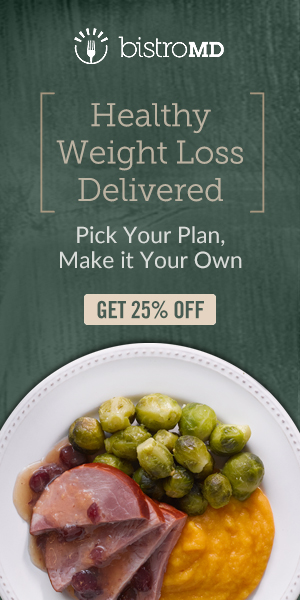 bistroMD
Healthy
Weight Loss
Delivered
Pick Your Plan,
Make it Your Own
GET 25% OFF